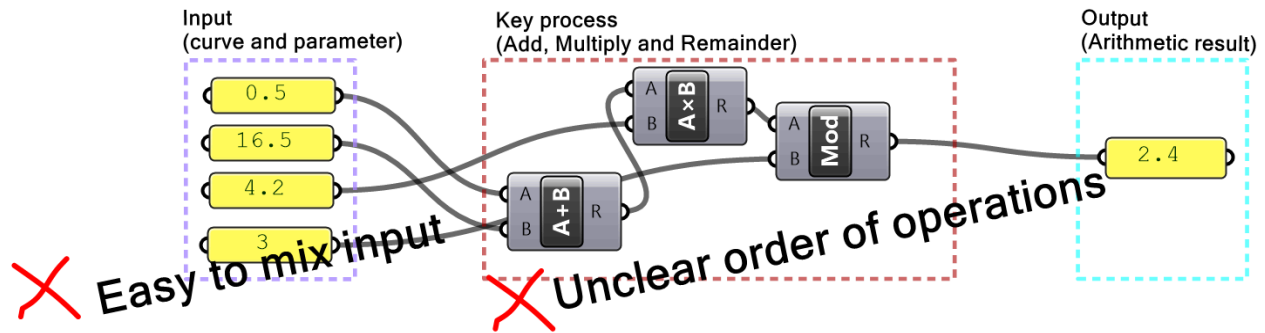 Input
(curve and parameter)
Key process
(Add, Multiply and Remainder)
Output
(Arithmetic result)
0.5
16.5
4.2
3
A
B
A×B
R
A
B
Mod
R
A
B
A+B
R
2.4
Easy to mix input
Unclear order of operations